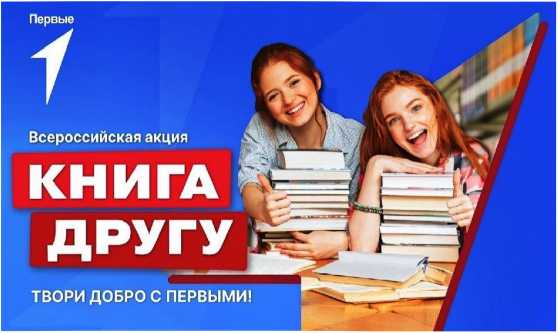 Первые
Всероссийская акция
КНИГА
ДРУГУ
ТВОРИ ДОБРО С ПЕРВЫМИ!